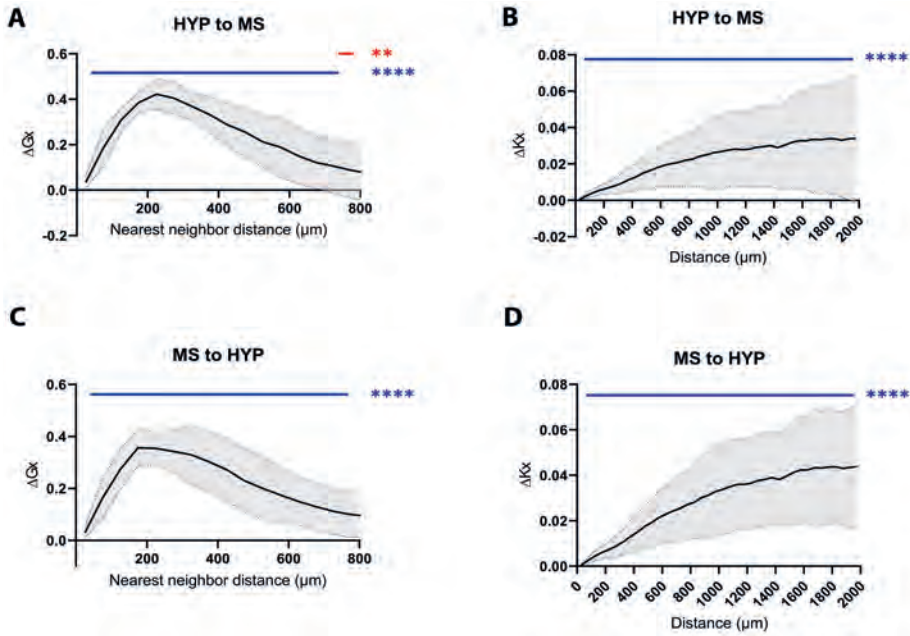 A
HYP to MS
**
****
0.6
0.4
0.2
0.0
-0.2
ΔGx
200 400 600 800
Nearest neighbor distance (µm)
B
HYP to MS
****
0.08
0.06
0.04
0.02
0.00
-0.02
ΔKx
200 400 600 800 1000 1200 1400 1600 1800 2000
Distance (µm)
C
MS to HYP
****
0.6
0.4
0.2
0.0
ΔGx
0 200 400 600 800
Nearest neighbor distance (µm)
D
MS to HYP
****
0.08
0.06
0.04
0.02
0.00
ΔKx
0 200 400 600 800 1000 1200 1400 1600 1800 2000
Distance (µm)